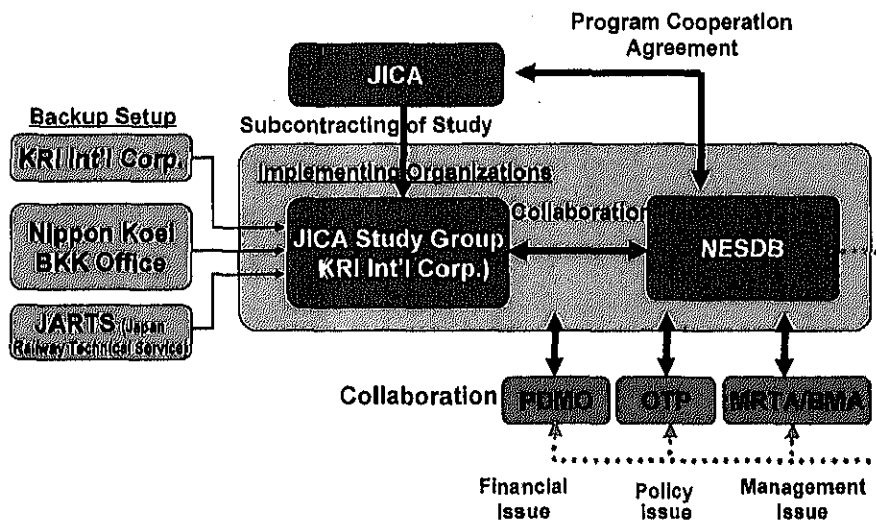 Program Cooperation
Agreement
JICA
Backup Setup
Subcontracting of Study
KRI Int'l Corp.
Implementing Organizations
Collaboration
Nippon Koei
BKK Office
JICA Study Group
KRI Int'l Corp.)
NESDB
JARTS (Japan
Railway Technical Service)
Collaboration
PDMO
OTP
MRTA/BMA
Financial
Issue
Policy
Issue
Management
Issue